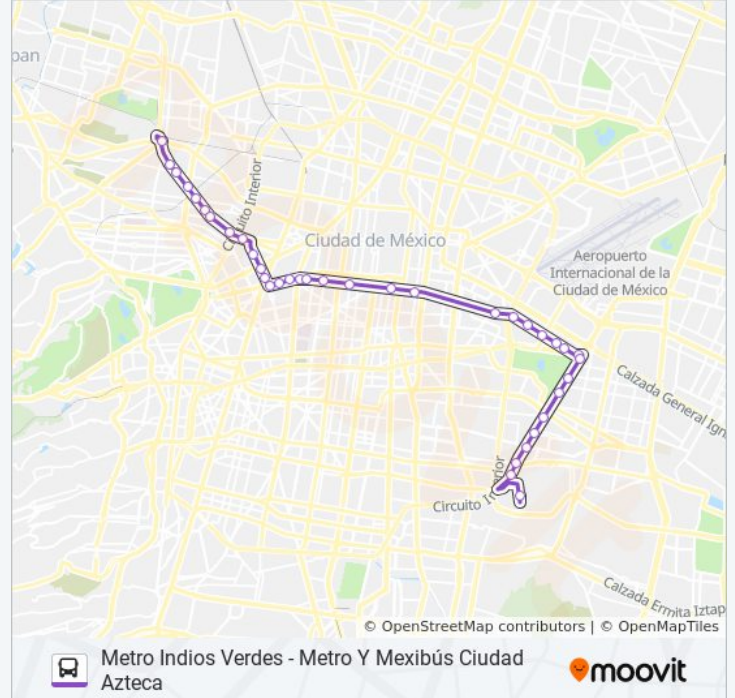 pan
Circuito Interior
Ciudad de México
Aeropuerto
Internacional de la
Ciudad de México
Calzada General Ign
Circuito Interior
Calzada Ermita Iztap
© OpenStreetMap contributors | © OpenMapTiles
Metro Indios Verdes - Metro Y Mexibús Ciudad
Azteca
moovit